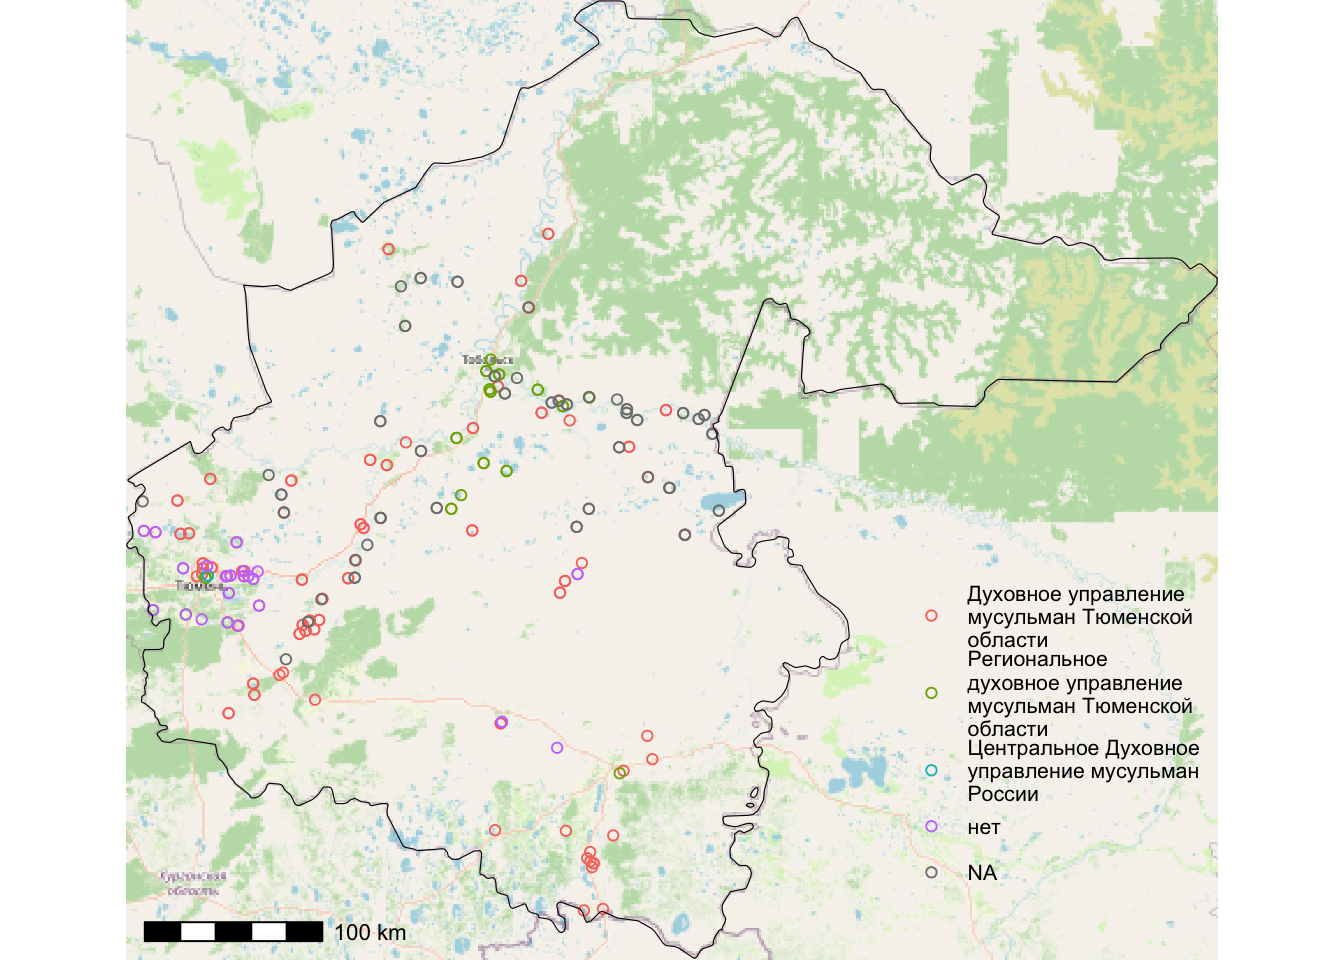 Тобольск
Тюмень
Духовное управление
мусульман Тюменской
области
Региональное
духовное управление
мусульман Тюменской
области
Центральное Духовное
управление мусульман
России
нет
NA
Курганская
область
100 km